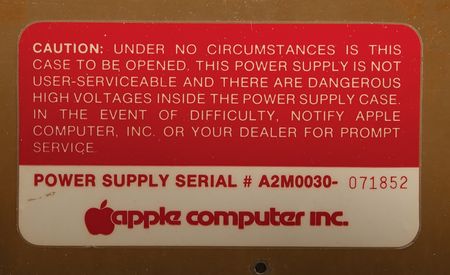 CAUTION: UNDER NO CIRCUMSTANCES IS THIS
CASE TO BE OPENED. THIS POWER SUPPLY IS NOT
USER-SERVICEABLE AND THERE ARE DANGEROUS
HIGH VOLTAGES INSIDE THE POWER SUPPLY CASE.
IN THE EVENT OF DIFFICULTY, NOTIFY APPLE
COMPUTER, INC. OR YOUR DEALER FOR PROMPT
SERVICE.
POWER SUPPLY SERIAL # A2M0030- 071852
apple computer inc.